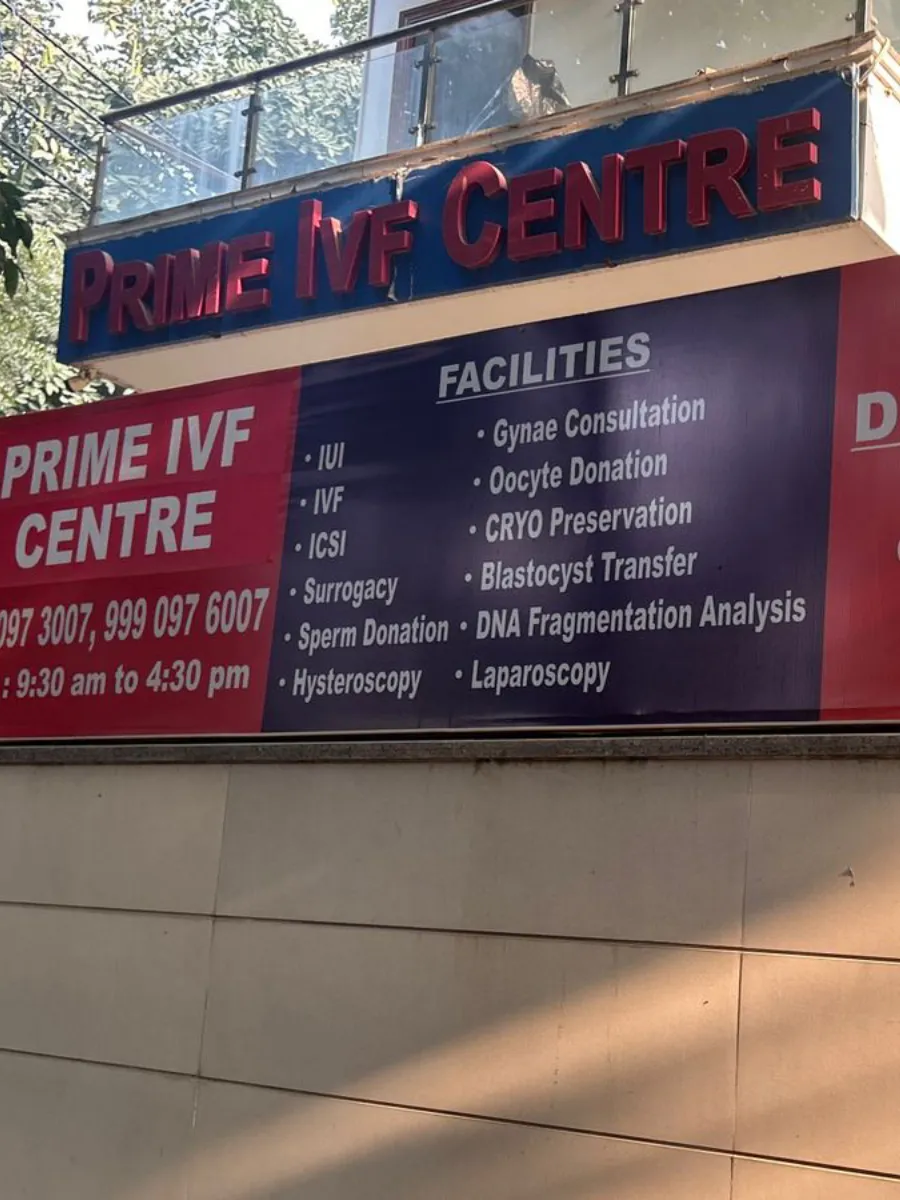 PRIME IVF CENTRE
PRIME IVF
CENTRE
097 3007, 999 097 6007
: 9:30 am to 4:30 pm
FACILITIES
• IUI
• IVF
• ICSI
• Surrogacy
• Sperm Donation
• Hysteroscopy
• Gynae Consultation
• Oocyte Donation
• CRYO Preservation
• Blastocyst Transfer
• DNA Fragmentation Analysis
• Laparoscopy
D